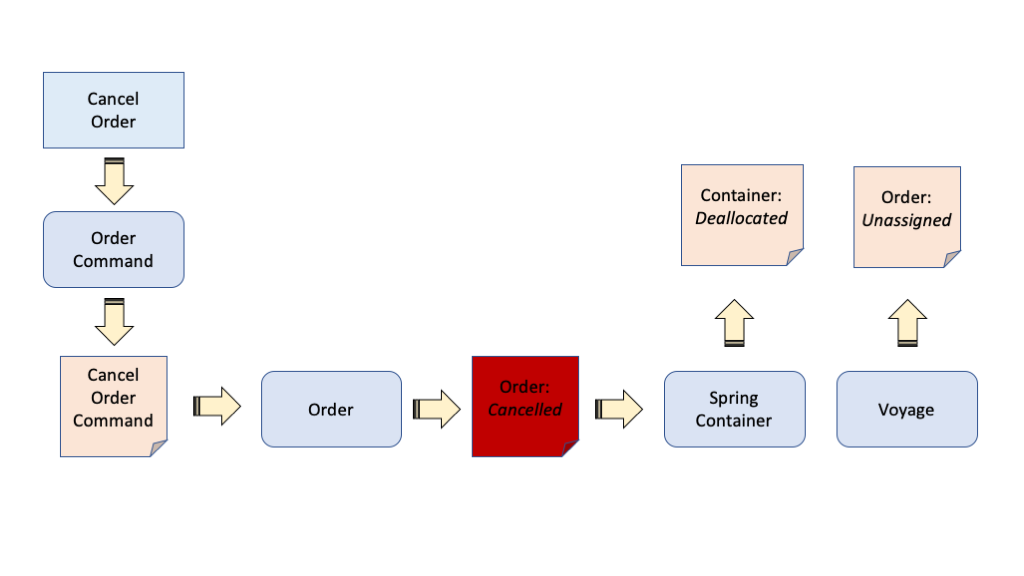 Cancel
Order
Order
Command
Cancel
Order
Command
Order
Order:
Cancelled
Spring
Container
Voyage
Container:
Deallocated
Order:
Unassigned